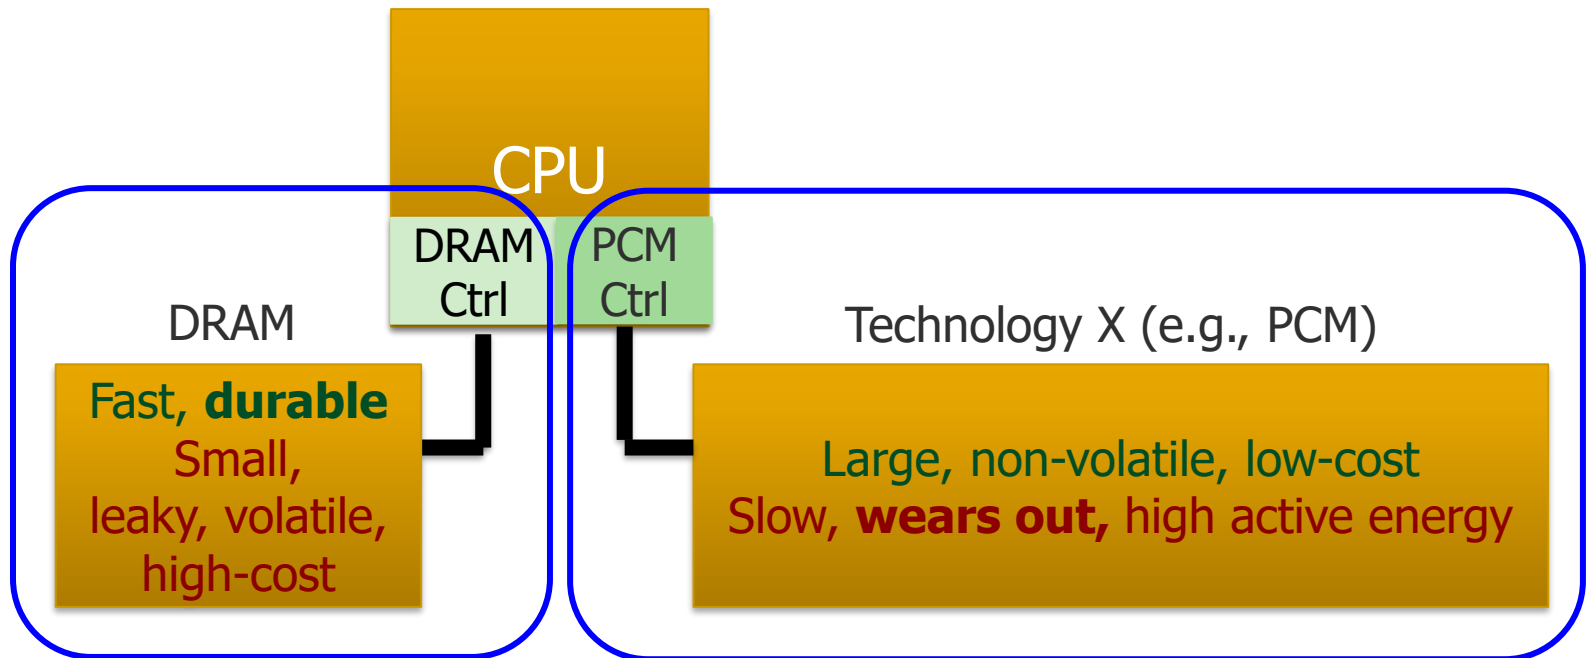 CPU
DRAM
Ctrl
PCM
Ctrl
DRAM
Fast, durable
Small,
leaky, volatile,
high-cost
Technology X (e.g., PCM)
Large, non-volatile, low-cost
Slow, wears out, high active energy